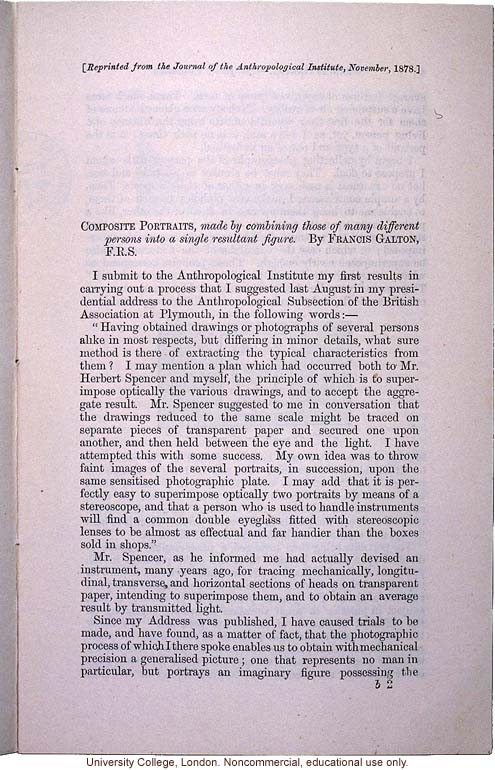 [Reprinted from the Journal of the Anthropological Institute, November, 1878.]
COMPOSITE PORTRAITS, made by combining those of many different
persons into a single resultant figure. By FRANCIS GALTON,
F.R.S.
I submit to the Anthropological Institute my first results in
carrying out a process that I suggested last August in my presi-
dential address to the Anthropological Subsection of the British
Association at Plymouth, in the following words:—
"Having obtained drawings or photographs of several persons
alike in most respects, but differing in minor details, what sure
method is there of extracting the typical characteristics from
them? I may mention a plan which had occurred both to Mr.
Herbert Spencer and myself, the principle of which is to super-
impose optically the various drawings, and to accept the aggre-
gate result. Mr. Spencer suggested to me in conversation that
the drawings reduced to the same scale might be traced on
separate pieces of transparent paper and secured one upon
another, and then held between the eye and the light. I have
attempted this with some success. My own idea was to throw
faint images of the several portraits, in succession, upon the
same sensitised photographic plate. I may add that it is per-
fectly easy to superimpose optically two portraits by means of a
stereoscope, and that a person who is used to handle instruments
will find a common double eyeglass fitted with stereoscopic
lenses to be almost as effectual and far handier than the boxes
sold in shops."
Mr. Spencer, as he informed me had actually devised an
instrument, many years ago, for tracing mechanically, longitu-
dinal, transverse, and horizontal sections of heads on transparent
paper, intending to superimpose them, and to obtain an average
result by transmitted light.
Since my Address was published, I have caused trials to be
made, and have found, as a matter of fact, that the photographic
process of which I there spoke enables us to obtain with mechanical
precision a generalised picture; one that represents no man in
particular, but portrays an imaginary figure possessing the
b 2
University College, London. Noncommercial, educational use only.